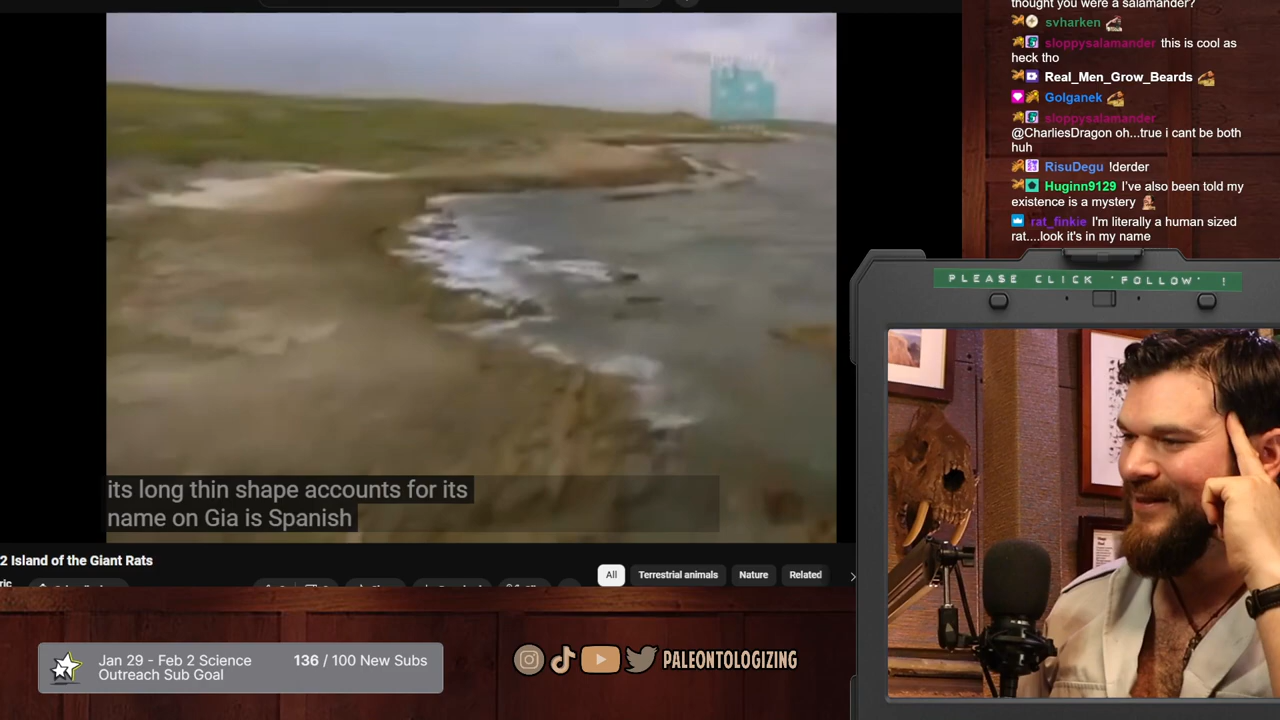 thought you were a salamander?
svharken
sloppysalamander this is cool as
heck tho
Real_Men_Grow_Beards
Golganek
sloppysalamander
@CharliesDragon oh...true i cant be both
huh
RisuDegu !derder
Huginn9129 I've also been told my
existence is a mystery
rat_finkie I'm literally a human sized
rat....look it's in my name
PLEASE CLICK 'FOLLOW' !
its long thin shape accounts for its
name on Gia is Spanish
2 Island of the Giant Rats
All Terrestrial animals Nature Related
Jan 29 - Feb 2 Science
Outreach Sub Goal
136 / 100 New Subs
PALEONTOLOGIZING